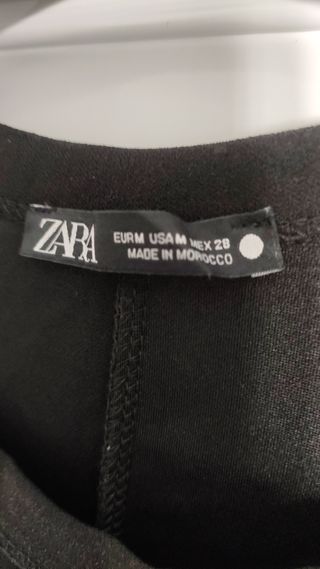 ZARA
EUR M USA M MEX 28
MADE IN MOROCCO